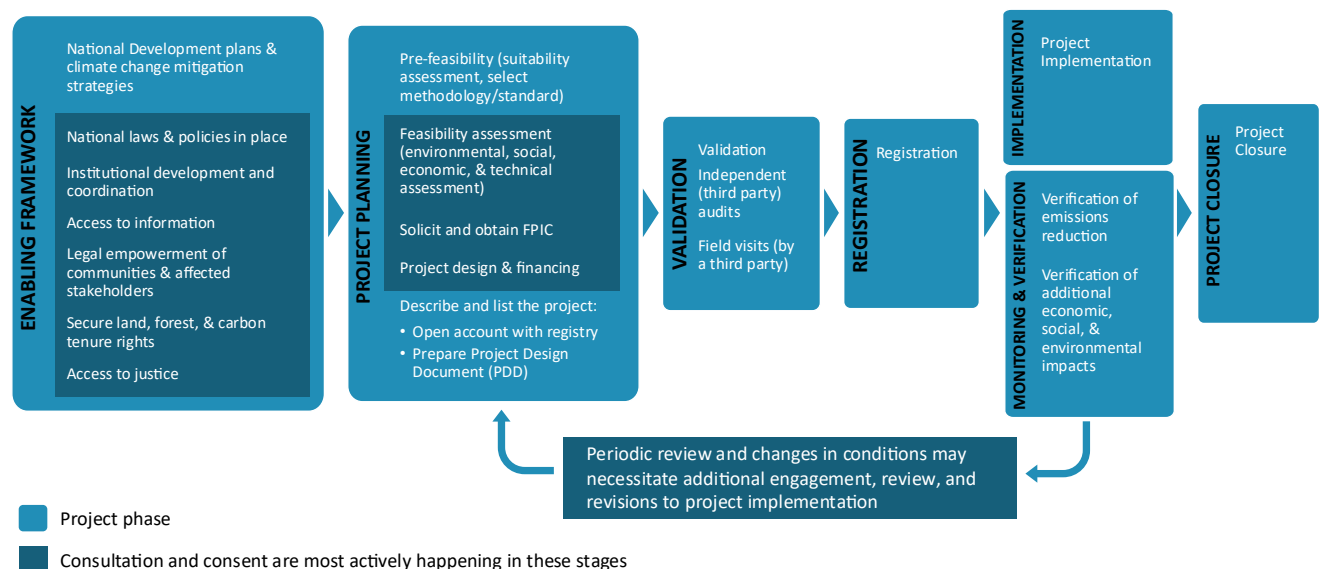 ENABLING FRAMEWORK
National Development plans &
climate change mitigation
strategies
National laws & policies in place
Institutional development and
coordination
Access to information
Legal empowerment of
communities & affected
stakeholders
Secure land, forest, & carbon
tenure rights
Access to justice
PROJECT PLANNING
Pre-feasibility (suitability
assessment, select
methodology/standard)
Feasibility assessment
(environmental, social,
economic, & technical
assessment)
Solicit and obtain FPIC
Project design & financing
Describe and list the project:
• Open account with registry
• Prepare Project Design
Document (PDD)
VALIDATION
Validation
Independent
(third party)
audits
Field visits (by
a third party)
REGISTRATION
Registration
IMPLEMENTATION
Project
Implementation
MONITORING & VERIFICATION
Verification of
emissions
reduction
Verification of
additional
economic,
social, &
environmental
impacts
PROJECT CLOSURE
Project
Closure
Periodic review and changes in conditions may
necessitate additional engagement, review, and
revisions to project implementation
Project phase
Consultation and consent are most actively happening in these stages